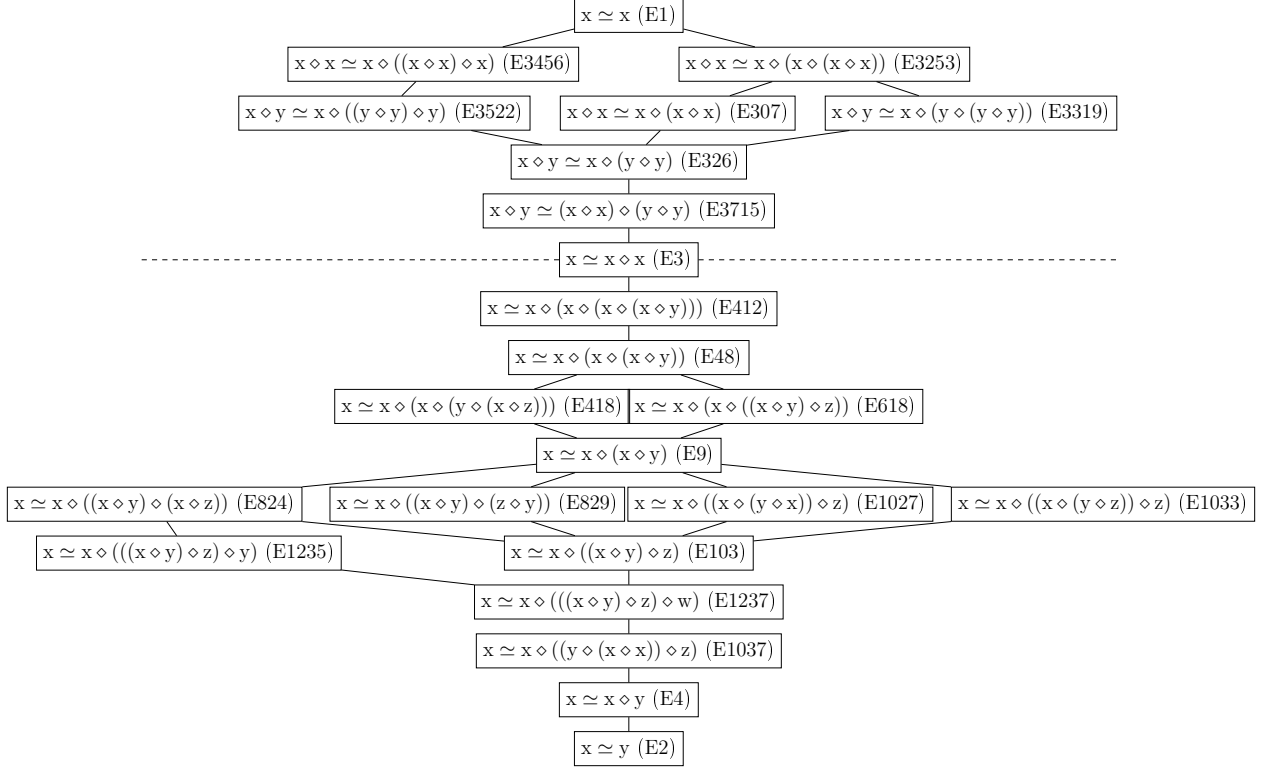 x ≃ x (E1)
x ⋄ x ≃ x ⋄ ((x ⋄ x) ⋄ x) (E3456)
x ⋄ x ≃ x ⋄ (x ⋄ (x ⋄ x)) (E3253)
x ⋄ y ≃ x ⋄ ((y ⋄ y) ⋄ y) (E3522)
x ⋄ x ≃ x ⋄ (x ⋄ x) (E307)
x ⋄ y ≃ x ⋄ (y ⋄ (y ⋄ y)) (E3319)
x ⋄ y ≃ x ⋄ (y ⋄ y) (E326)
x ⋄ y ≃ (x ⋄ x) ⋄ (y ⋄ y) (E3715)
x ≃ x ⋄ x (E3)
x ≃ x ⋄ (x ⋄ (x ⋄ (x ⋄ y))) (E412)
x ≃ x ⋄ (x ⋄ (x ⋄ y)) (E48)
x ≃ x ⋄ (x ⋄ (y ⋄ (x ⋄ z))) (E418)
x ≃ x ⋄ (x ⋄ ((x ⋄ y) ⋄ z)) (E618)
x ≃ x ⋄ (x ⋄ y) (E9)
x ≃ x ⋄ ((x ⋄ y) ⋄ (x ⋄ z)) (E824)
x ≃ x ⋄ ((x ⋄ y) ⋄ (z ⋄ y)) (E829)
x ≃ x ⋄ ((x ⋄ (y ⋄ x)) ⋄ z) (E1027)
x ≃ x ⋄ ((x ⋄ (y ⋄ z)) ⋄ z) (E1033)
x ≃ x ⋄ (((x ⋄ y) ⋄ z) ⋄ y) (E1235)
x ≃ x ⋄ ((x ⋄ y) ⋄ z) (E103)
x ≃ x ⋄ (((x ⋄ y) ⋄ z) ⋄ w) (E1237)
x ≃ x ⋄ ((y ⋄ (x ⋄ x)) ⋄ z) (E1037)
x ≃ x ⋄ y (E4)
x ≃ y (E2)